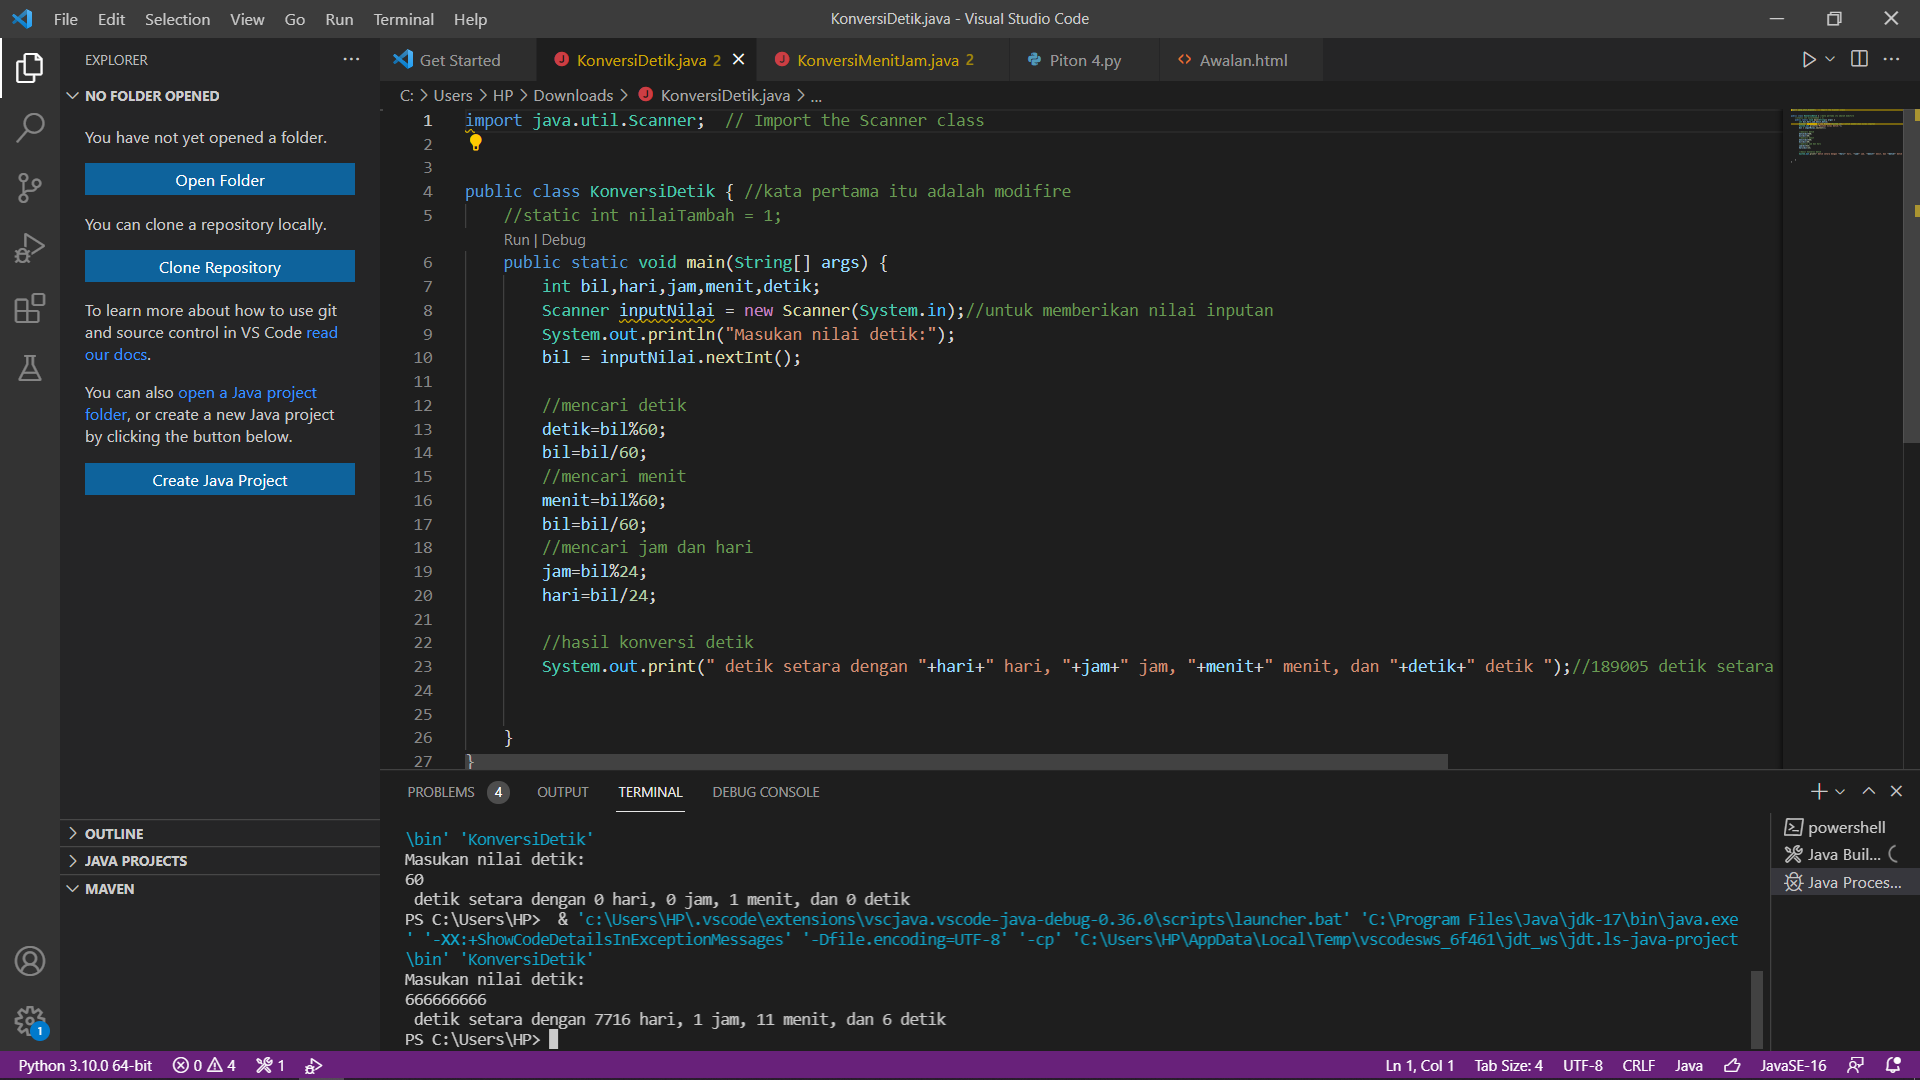 File Edit Selection View Go Run Terminal Help
KonversiDetik.java - Visual Studio Code
EXPLORER
NO FOLDER OPENED
You have not yet opened a folder.
Open Folder
You can clone a repository locally.
Clone Repository
To learn more about how to use git
and source control in VS Code read
our docs.
You can also open a Java project
folder, or create a new Java project
by clicking the button below.
Create Java Project
OUTLINE
JAVA PROJECTS
MAVEN
Get Started
KonversiDetik.java 2
KonversiMenitJam.java 2
Piton 4.py
Awalan.html
C: > Users > HP > Downloads > KonversiDetik.java > ...
1 import java.util.Scanner;  // Import the Scanner class
2
3
4 public class KonversiDetik { //kata pertama itu adalah modifire
5 //static int nilaiTambah = 1;
Run | Debug
6 public static void main(String[] args) {
7 int bil,hari,jam,menit,detik;
8 Scanner inputNilai = new Scanner(System.in);//untuk memberikan nilai inputan
9 System.out.println("Masukan nilai detik:");
10 bil = inputNilai.nextInt();
11
12 //mencari detik
13 detik=bil%60;
14 bil=bil/60;
15 //mencari menit
16 menit=bil%60;
17 bil=bil/60;
18 //mencari jam dan hari
19 jam=bil%24;
20 hari=bil/24;
21
22 //hasil konversi detik
23 System.out.print(" detik setara dengan "+hari+" hari, "+jam+" jam, "+menit+" menit, dan "+detik+" detik ");//189005 detik setara
24
25
26 }
27 }
PROBLEMS 4 OUTPUT TERMINAL DEBUG CONSOLE
\bin' 'KonversiDetik'
Masukan nilai detik:
60
detik setara dengan 0 hari, 0 jam, 1 menit, dan 0 detik
PS C:\Users\HP>  & 'c:\Users\HP\.vscode\extensions\vscjava.vscode-java-debug-0.36.0\scripts\launcher.bat' 'C:\Program Files\Java\jdk-17\bin\java.exe
' '-XX:+ShowCodeDetailsInExceptionMessages' '-Dfile.encoding=UTF-8' '-cp' 'C:\Users\HP\AppData\Local\Temp\vscodesws_6f461\jdt_ws\jdt.ls-java-project
\bin' 'KonversiDetik'
Masukan nilai detik:
666666666
detik setara dengan 7716 hari, 1 jam, 11 menit, dan 6 detik
PS C:\Users\HP>
powershell
Java Buil...
Java Proces...
1
Python 3.10.0 64-bit 0 4 1
Ln 1, Col 1 Tab Size: 4 UTF-8 CRLF Java JavaSE-16